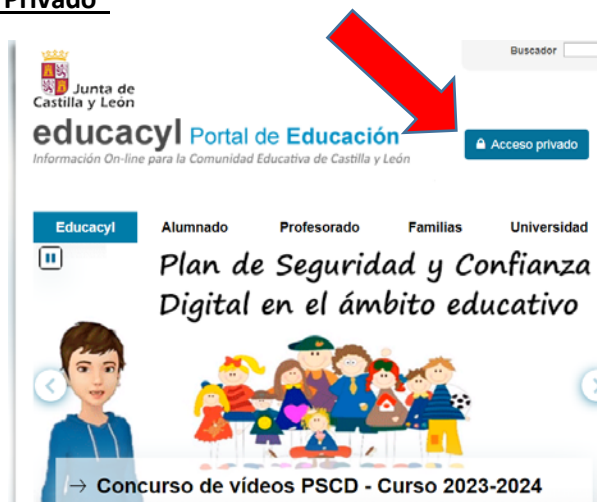 Privado
Buscador
Junta de
Castilla y León
educacyl Portal de Educación
Información On-line para la Comunidad Educativa de Castilla y León
Acceso privado
Educacyl Alumnado Profesorado Familias Universidad
Plan de Seguridad y Confianza
Digital en el ámbito educativo
→ Concurso de vídeos PSCD - Curso 2023-2024